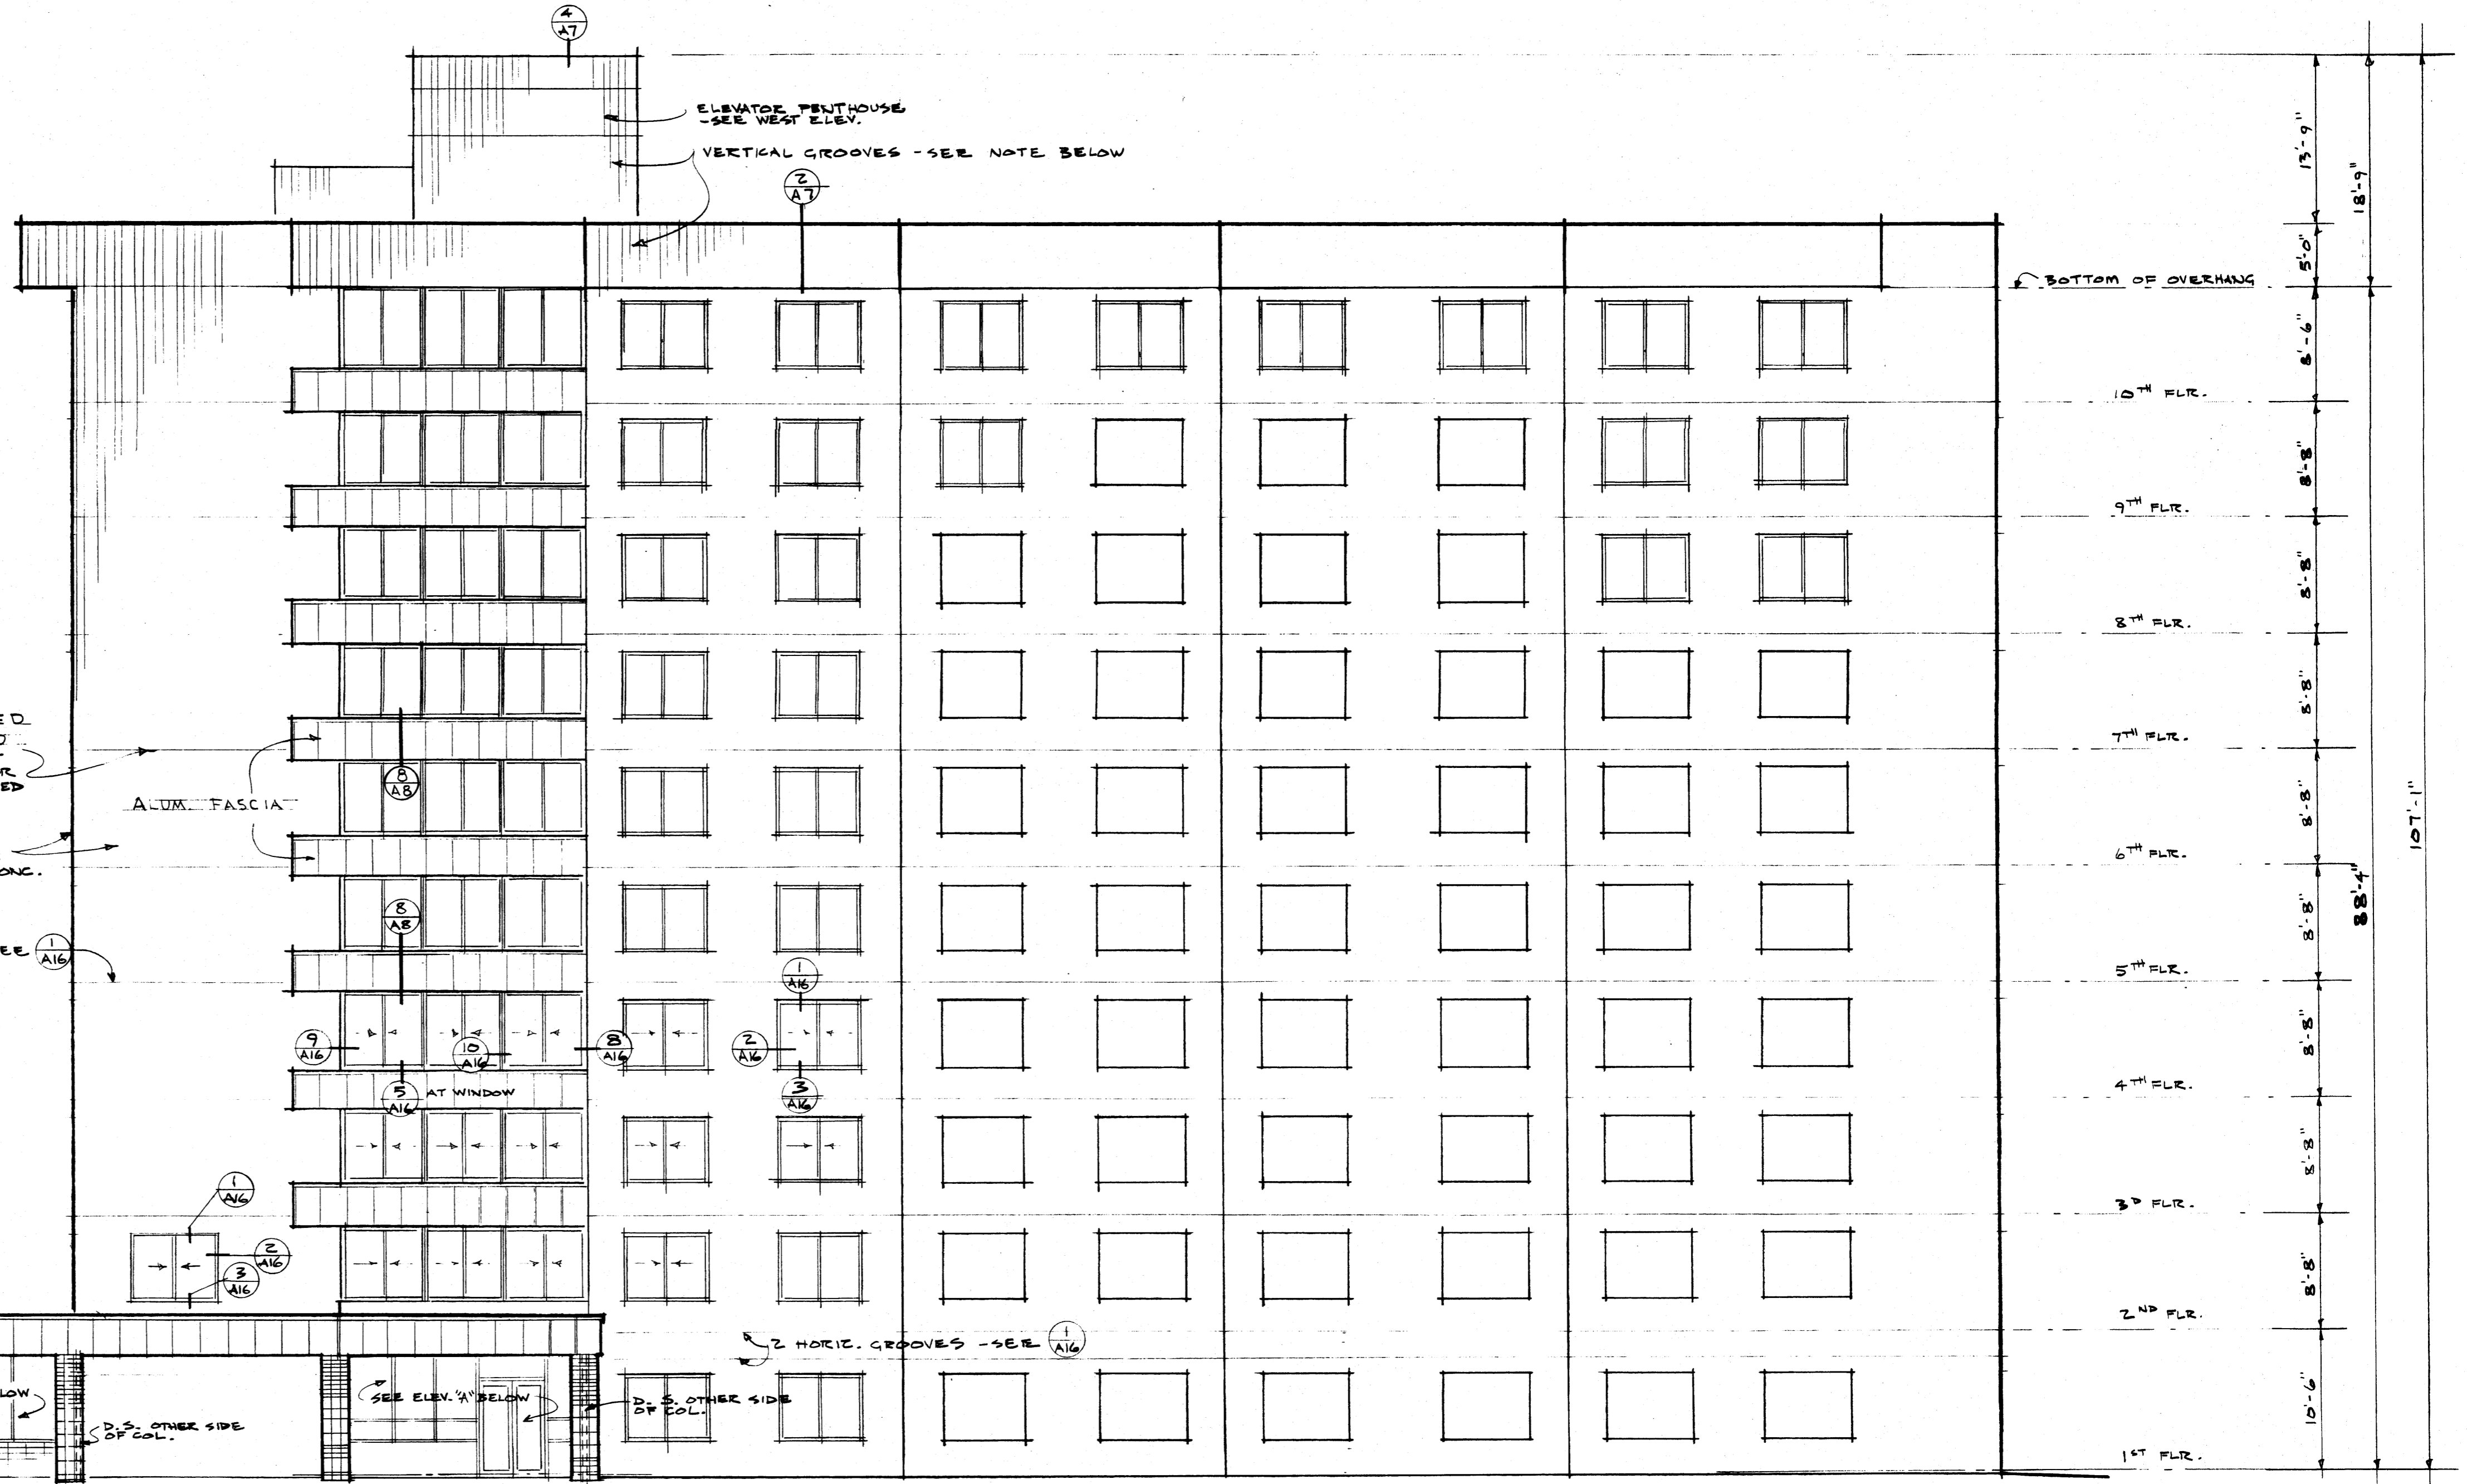 4
A7
ELEVATOR PENTHOUSE
-SEE WEST ELEV.
VERTICAL GROOVES - SEE NOTE BELOW
2
A7
13'-9"
18'-9"
5'-0"
BOTTOM OF OVERHANG
8'-6"
10TH FLR.
8'-8"
9TH FLR.
8'-8"
8TH FLR.
8'-8"
7TH FLR.
8
A8
ALUM. FASCIA
8'-8"
107'-1"
6TH FLR.
88'-4"
8
A8
8'-8"
1
A16
5TH FLR.
1
A16
9
A16
10
A16
8
A16
2
A16
8'-8"
4TH FLR.
5
A16
AT WINDOW
3
A16
8'-8"
3D FLR.
1
A16
2
A16
3
A16
8'-8"
2ND FLR.
2 HORIZ. GROOVES - SEE
1
A16
SEE ELEV. "A" BELOW
D.S. OTHER SIDE
OF COL.
D.S. OTHER SIDE
OF COL.
10'-6"
1ST FLR.